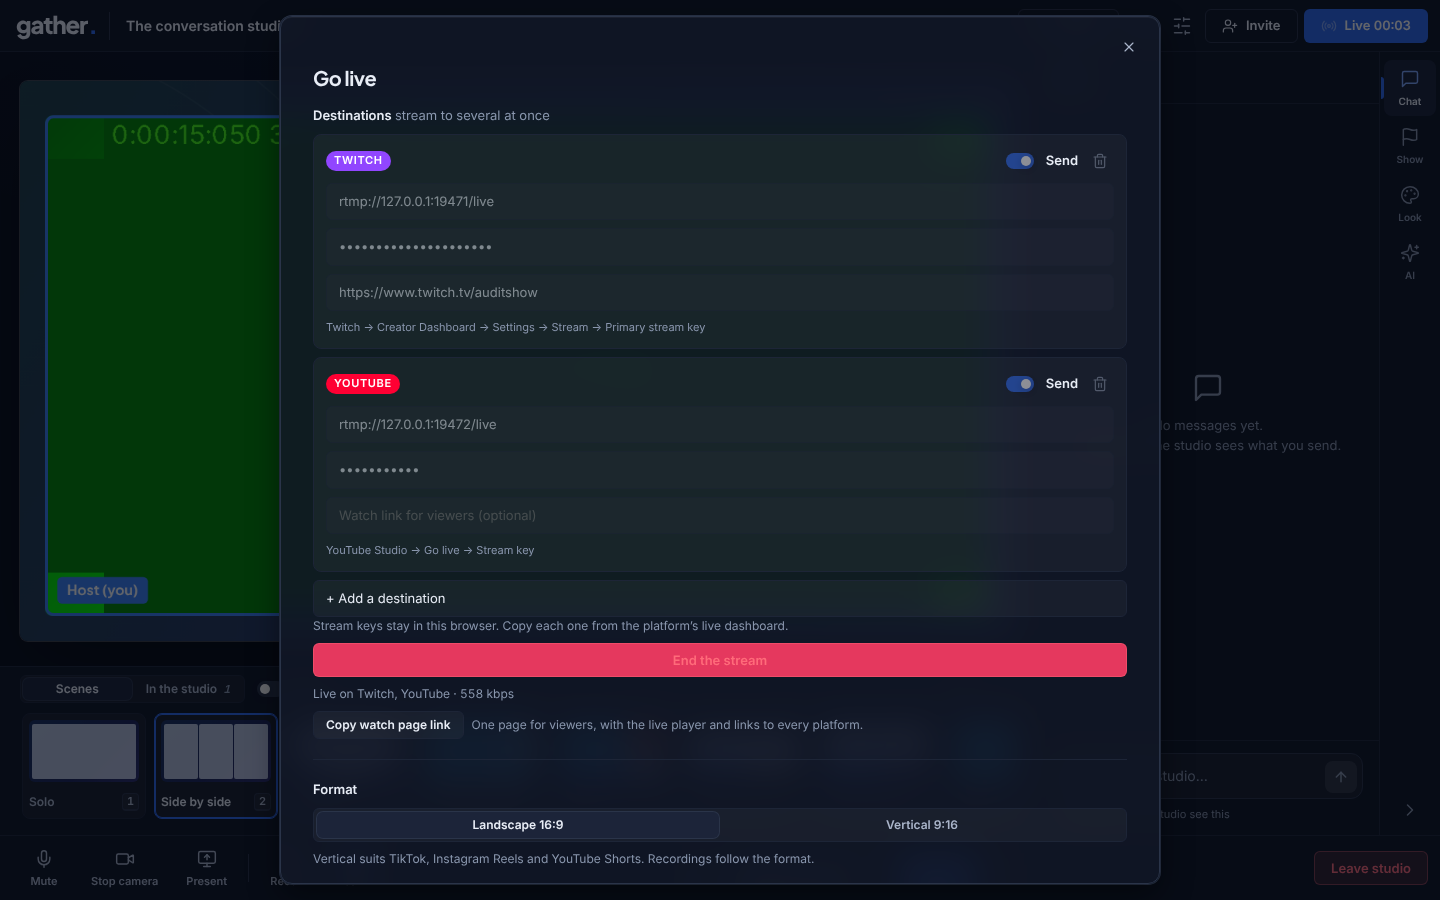 gather.
The conversation studi
Invite
Live 00:03
Go live
Destinations stream to several at once
TWITCH
Send
rtmp://127.0.0.1:19471/live
•••••••••••••••••••••
https://www.twitch.tv/auditshow
Twitch → Creator Dashboard → Settings → Stream → Primary stream key
YOUTUBE
Send
rtmp://127.0.0.1:19472/live
•••••••••••
Watch link for viewers (optional)
YouTube Studio → Go live → Stream key
+ Add a destination
Stream keys stay in this browser. Copy each one from the platform's live dashboard.
End the stream
Live on Twitch, YouTube · 558 kbps
Copy watch page link
One page for viewers, with the live player and links to every platform.
Format
Landscape 16:9
Vertical 9:16
Vertical suits TikTok, Instagram Reels and YouTube Shorts. Recordings follow the format.
0:00:15:050 3
Host (you)
Scenes
In the studio 1
Solo
1
Side by side
2
Mute
Stop camera
Present
o messages yet.
e studio sees what you send.
tudio...
tudio see this
Chat
Show
Look
AI
Leave studio